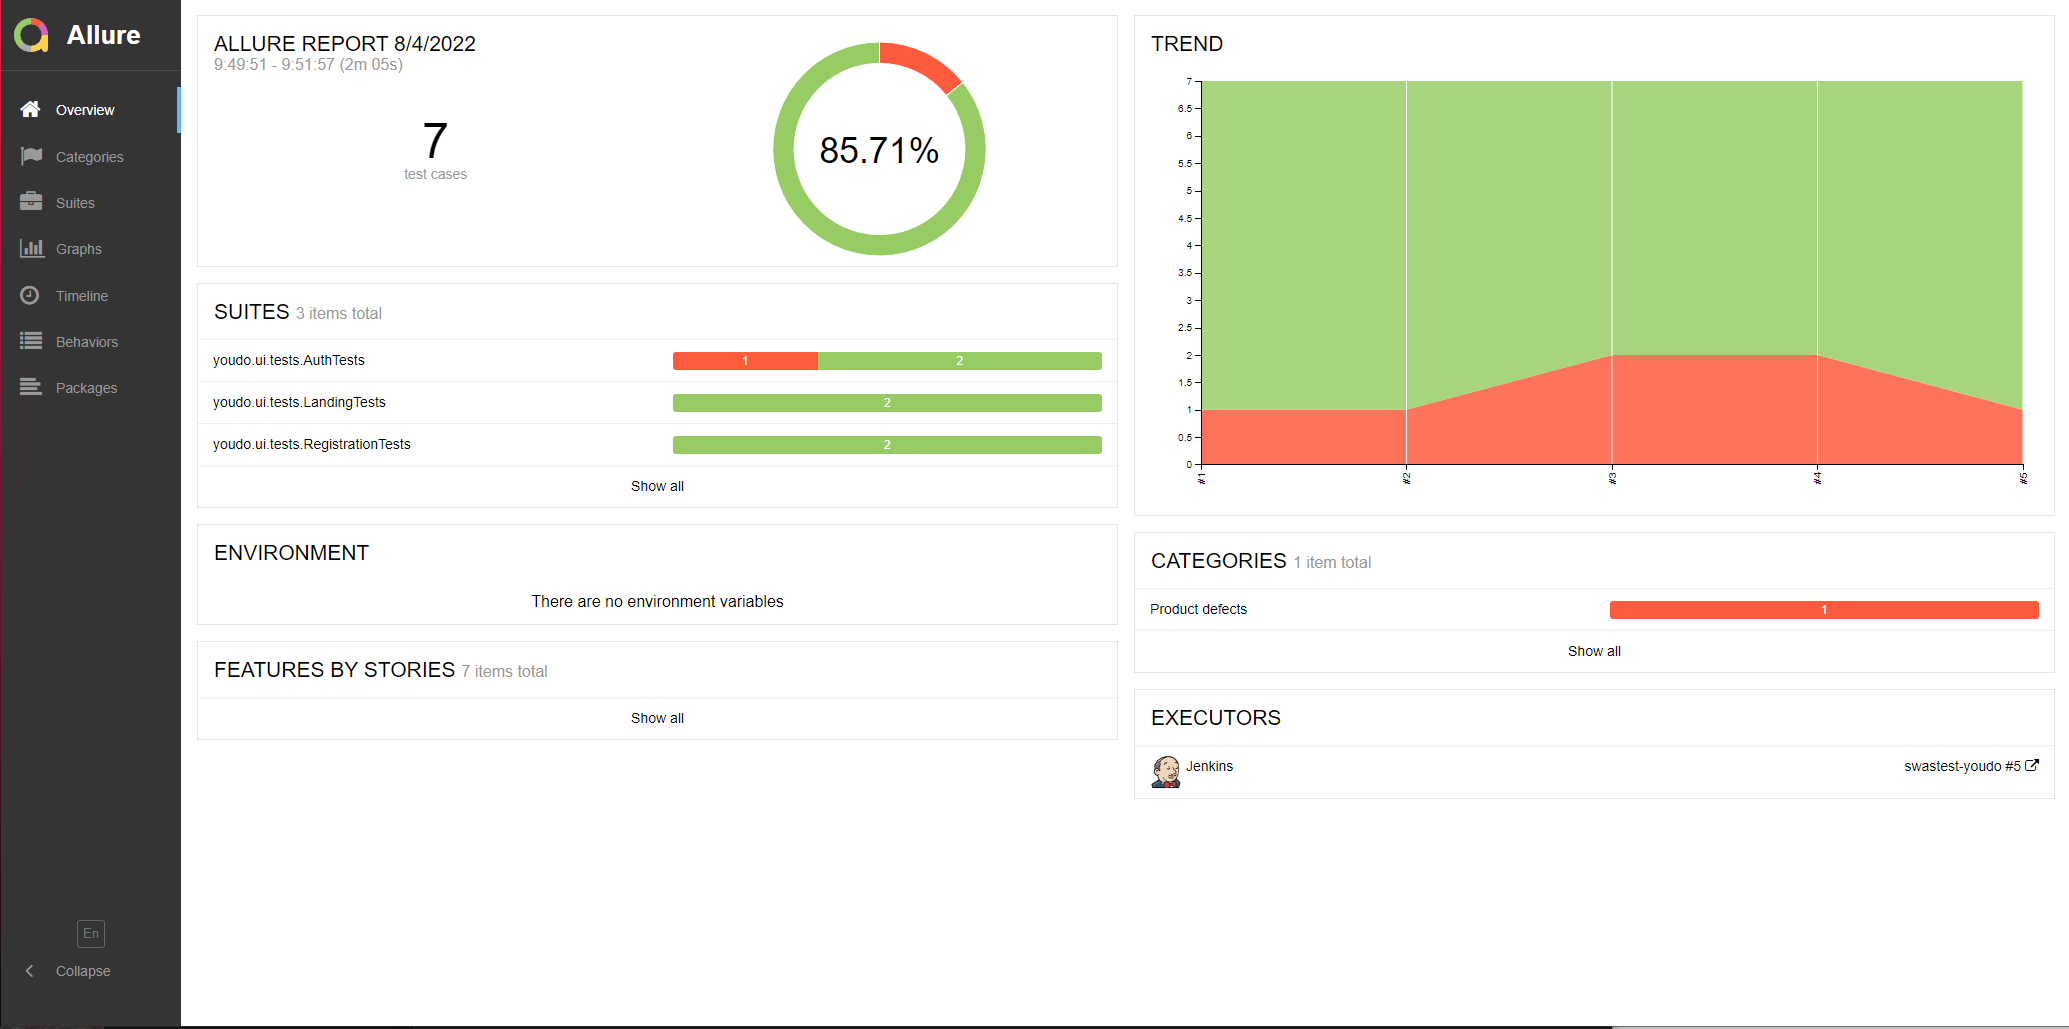 Allure
Overview
Categories
Suites
Graphs
Timeline
Behaviors
Packages
En
Collapse
ALLURE REPORT 8/4/2022
9:49:51 - 9:51:57 (2m 05s)
7
test cases
85.71%
SUITES 3 items total
youdo.ui.tests.AuthTests 1 2
youdo.ui.tests.LandingTests 2
youdo.ui.tests.RegistrationTests 2
Show all
ENVIRONMENT
There are no environment variables
FEATURES BY STORIES 7 items total
Show all
TREND
7
6.5
6
5.5
5
4.5
4
3.5
3
2.5
2
1.5
1
0.5
0
#1 #2 #3 #4 #5
CATEGORIES 1 item total
Product defects 1
Show all
EXECUTORS
Jenkins swastest-youdo #5